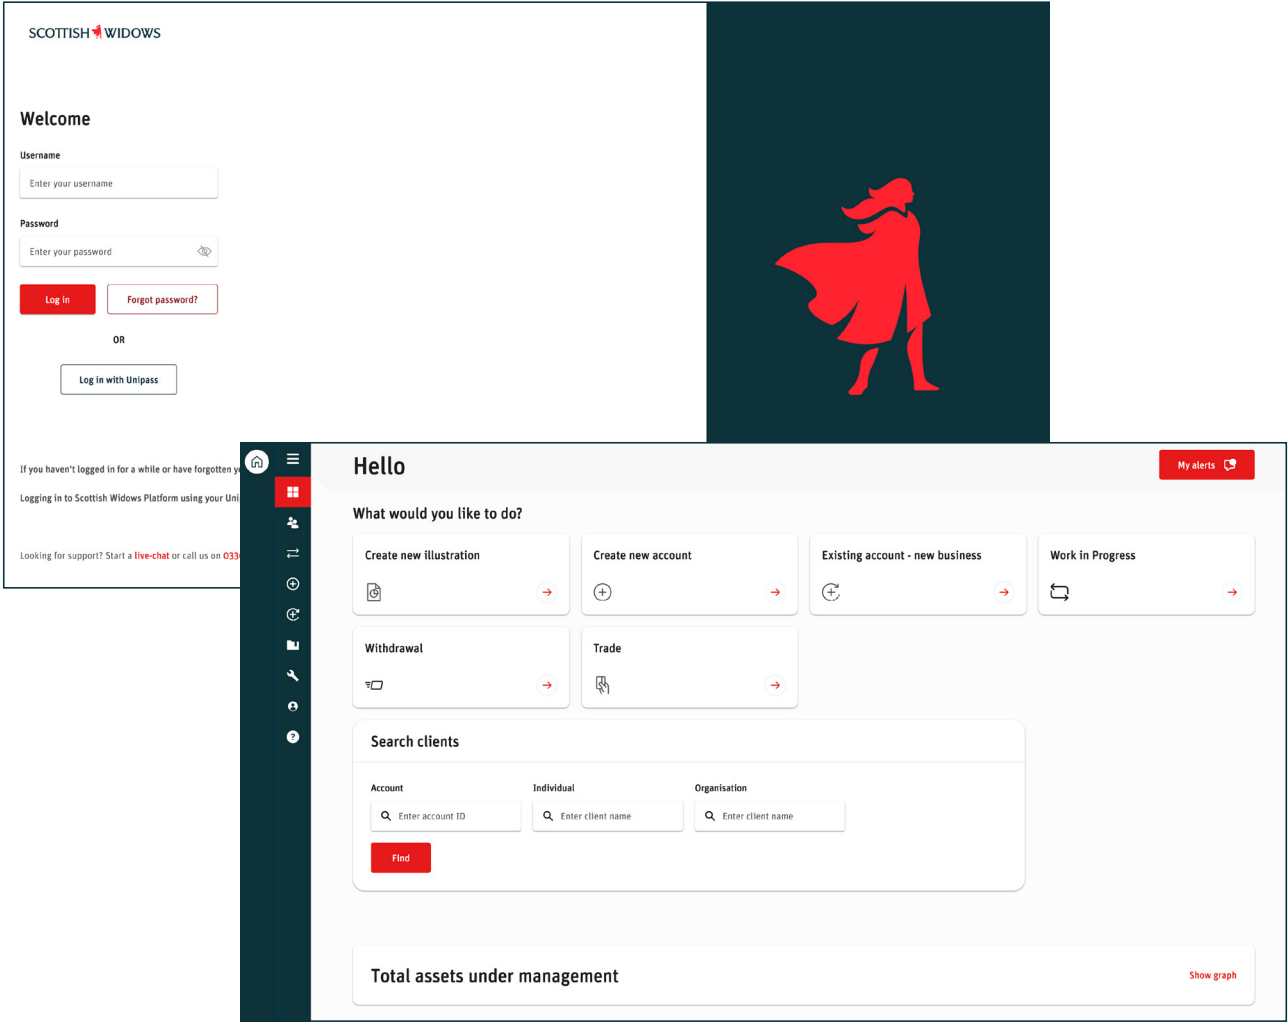 SCOTTISH WIDOWS
Welcome
Username
Enter your username
Password
Enter your password
Log in
Forgot password?
OR
Log in with Unipass
If you haven't logged in for a while or have forgotten
Logging in to Scottish Widows Platform using your
Looking for support? Start a live-chat or call us on
Hello
My alerts
What would you like to do?
Create new illustration
Create new account
Existing account - new business
Work in Progress
Withdrawal
Trade
Search clients
Account
Individual
Organisation
Enter account ID
Enter client name
Enter client name
Find
Total assets under management
Show graph